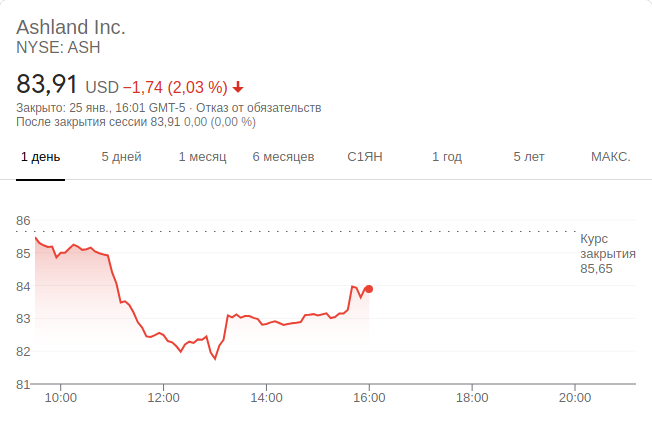 Ashland Inc.
NYSE: ASH
83,91 USD −1,74 (2,03 %)
Закрыто: 25 янв., 16:01 GMT-5 · Отказ от обязательств
После закрытия сессии 83,91 0,00 (0,00 %)
1 день 5 дней 1 месяц 6 месяцев С1ЯН 1 год 5 лет МАКС.
86
Курс
закрытия
85,65
85
84
83
82
81
10:00 12:00 14:00 16:00 18:00 20:00